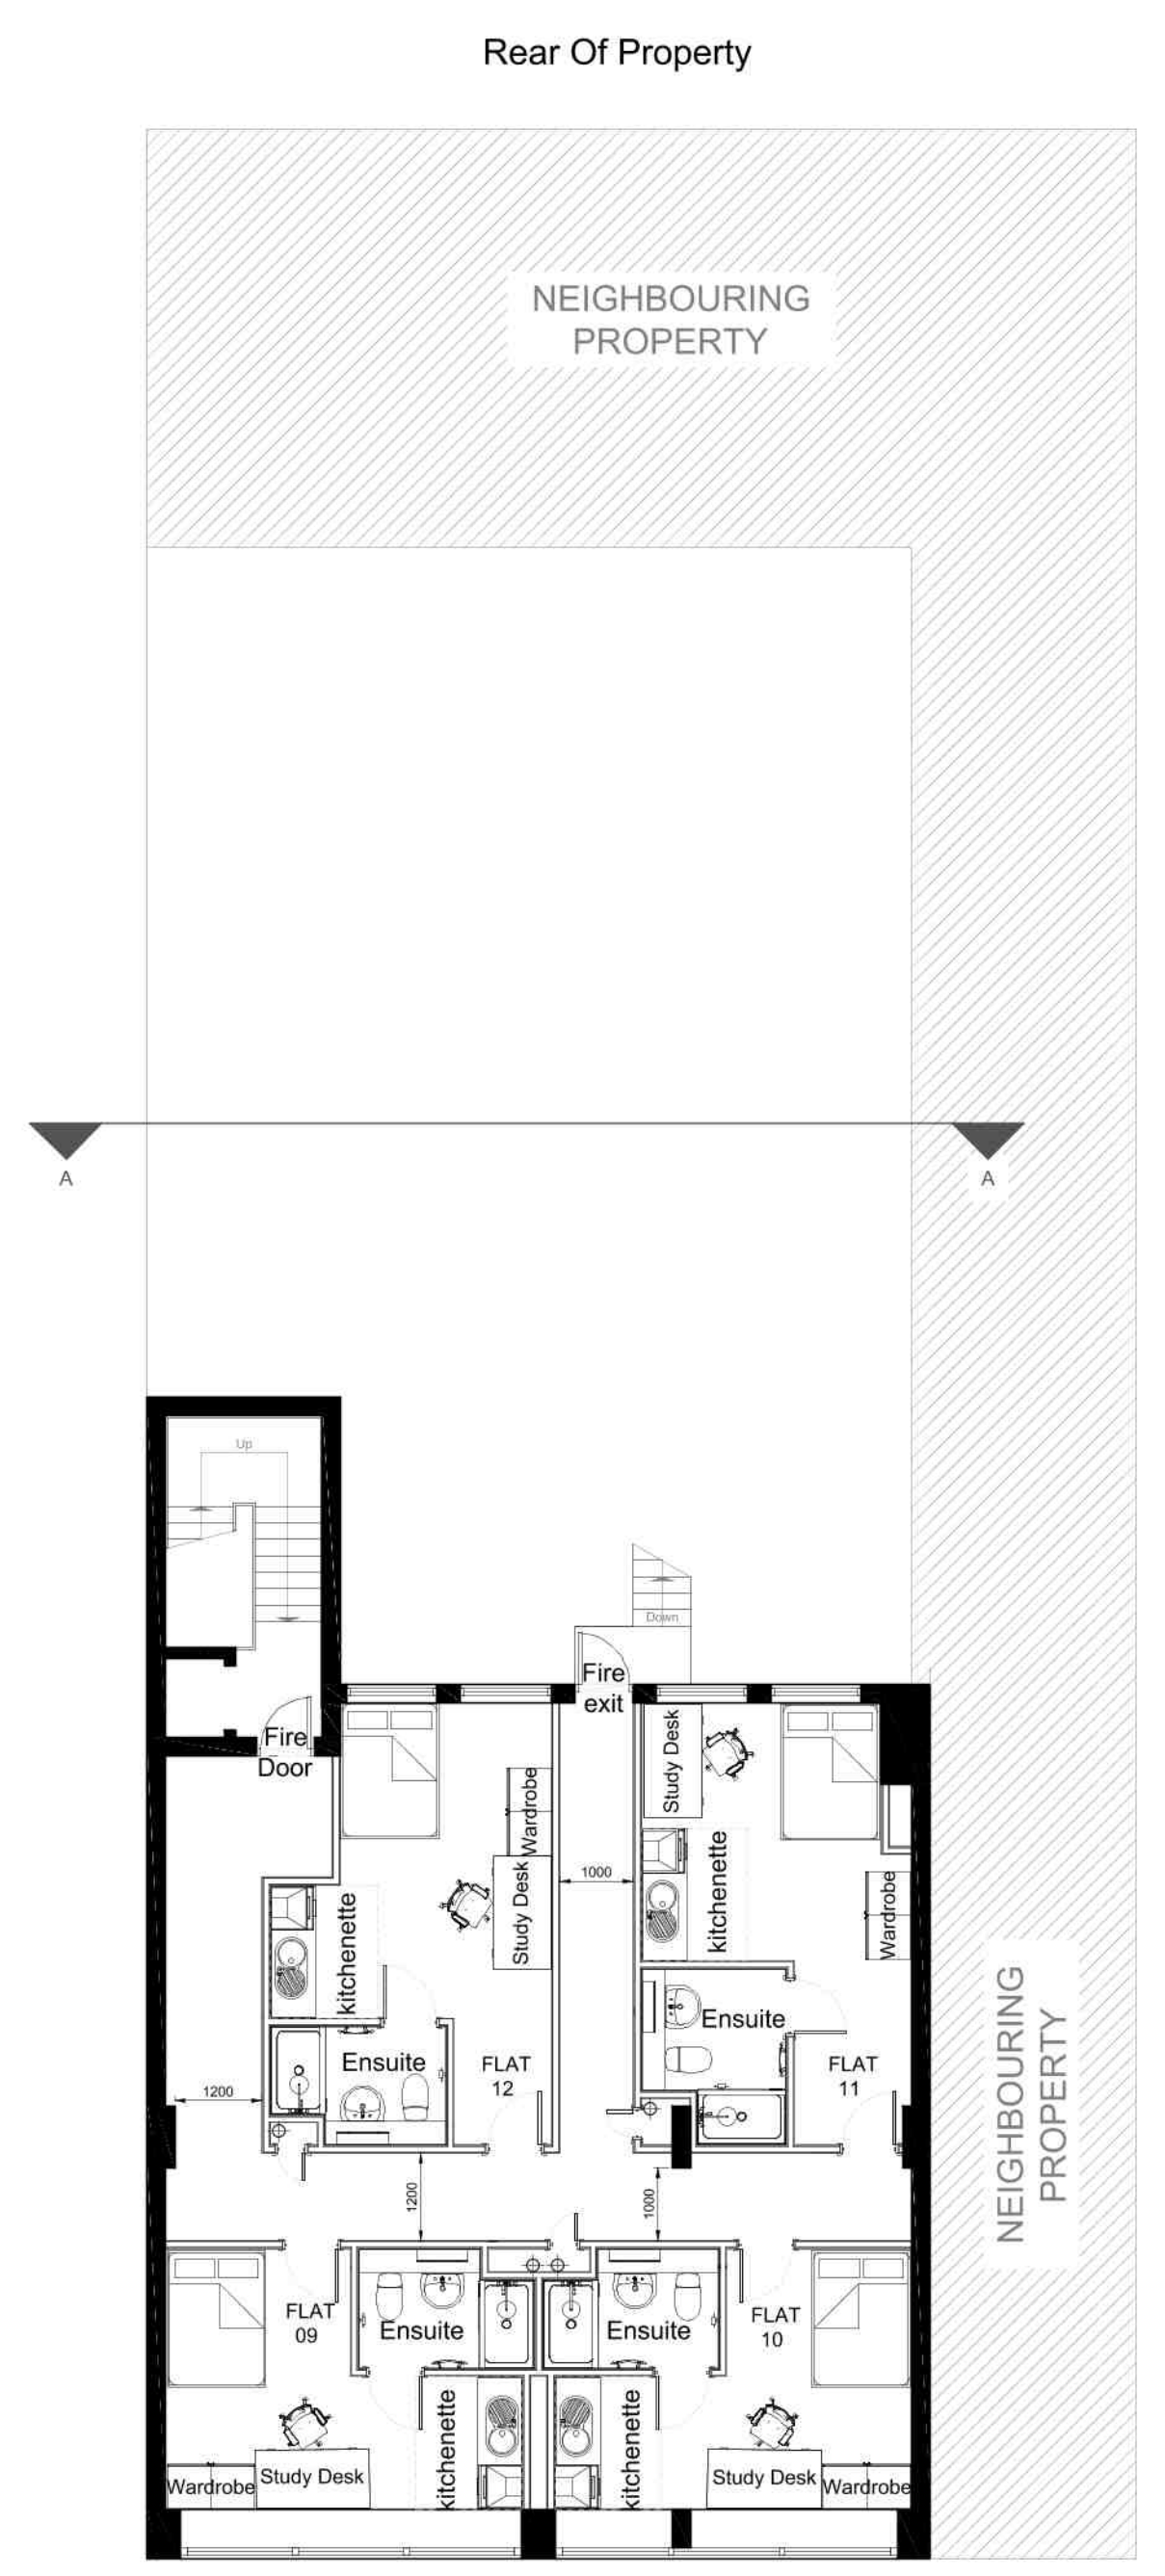 Rear Of Property
NEIGHBOURING
PROPERTY
A
A
Up
Down
Fire
exit
Fire
Door
Study Desk
Wardrobe
kitchenette
1000
Study Desk
Wardrobe
kitchenette
Ensuite
Ensuite
FLAT
12
FLAT
11
1200
1200
1000
NEIGHBOURING
PROPERTY
FLAT
09
Ensuite
Ensuite
FLAT
10
kitchenette
kitchenette
Wardrobe
Study Desk
Study Desk
Wardrobe